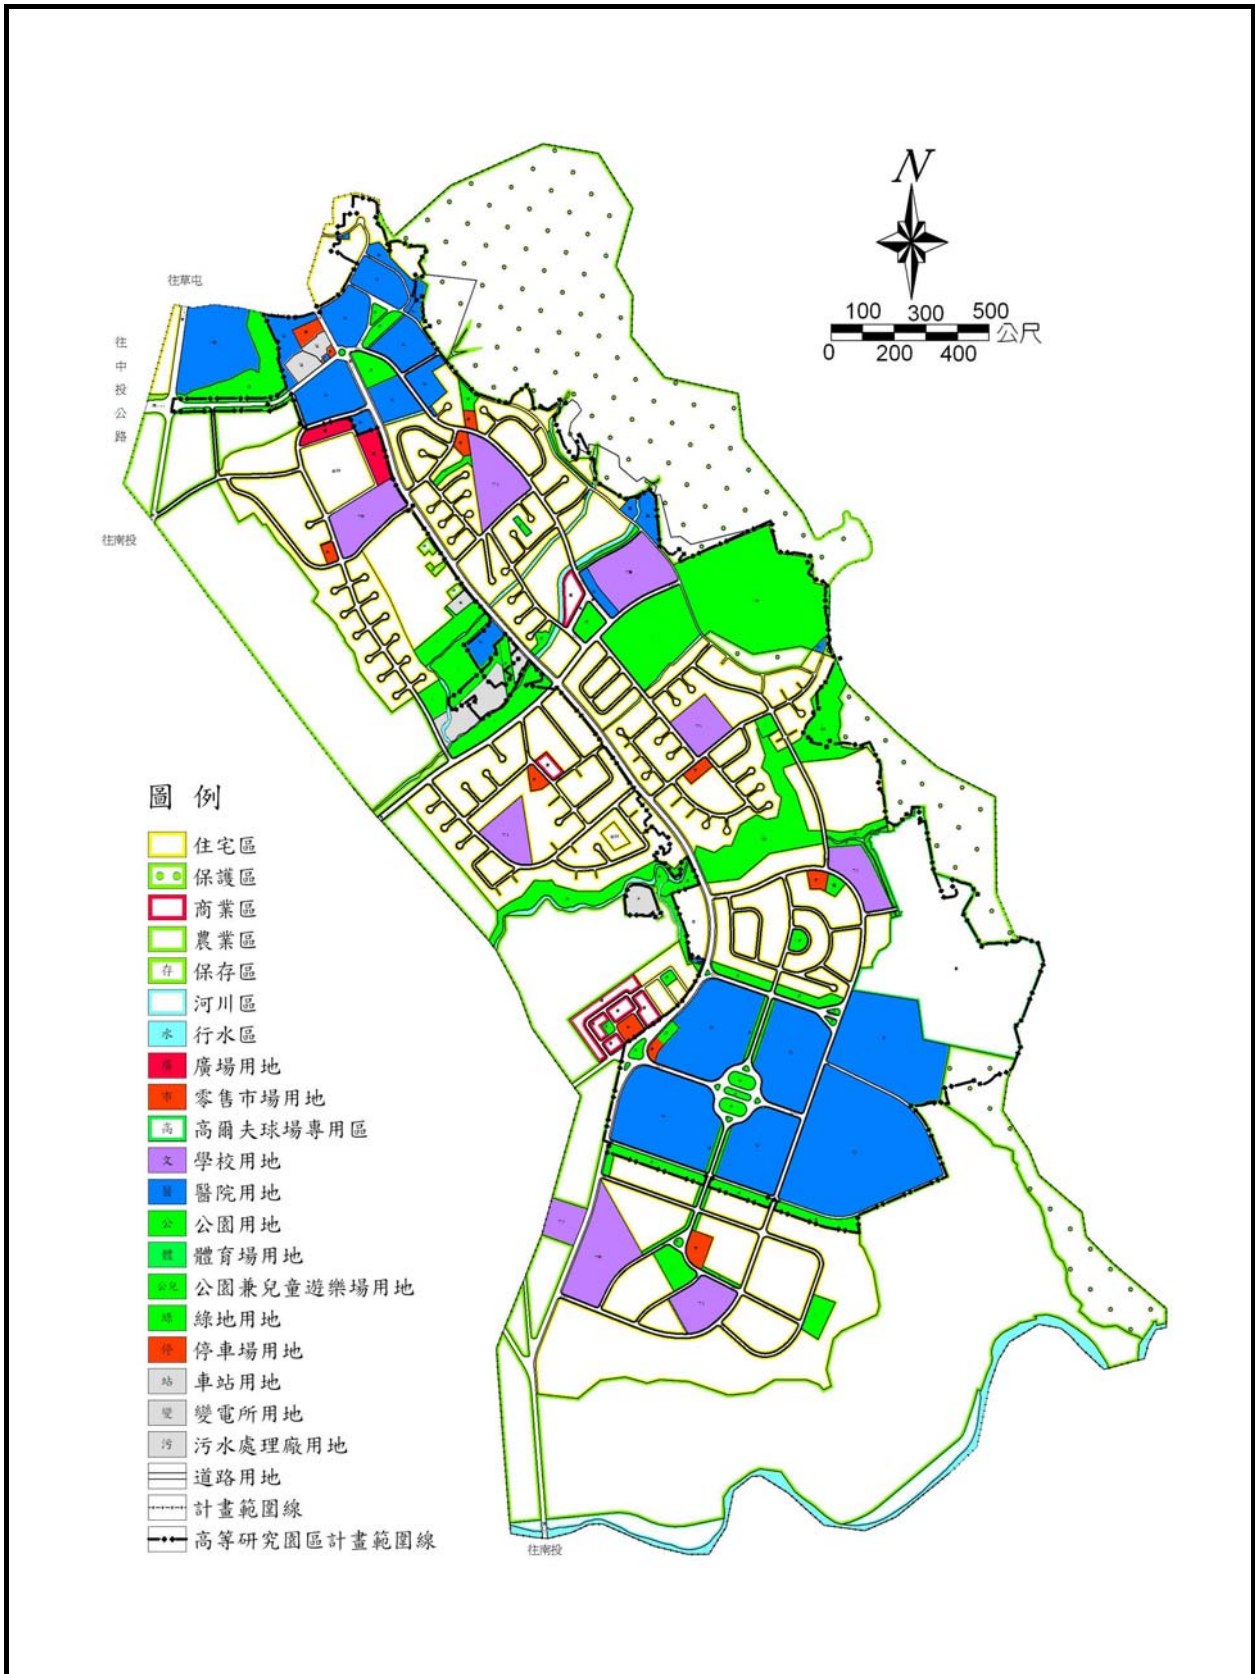 N
100 300 500
公尺
0 200 400
往草屯
往中投公路
往南投
圖 例
住宅區
保護區
商業區
農業區
存 保存區
河川區
水 行水區
廣 廣場用地
市 零售市場用地
高 高爾夫球場專用區
文 學校用地
醫 醫院用地
公 公園用地
體 體育場用地
公兒 公園兼兒童遊樂場用地
綠 綠地用地
停 停車場用地
站 車站用地
變 變電所用地
污 污水處理廠用地
道路用地
計畫範圍線
高等研究園區計畫範圍線
往南投